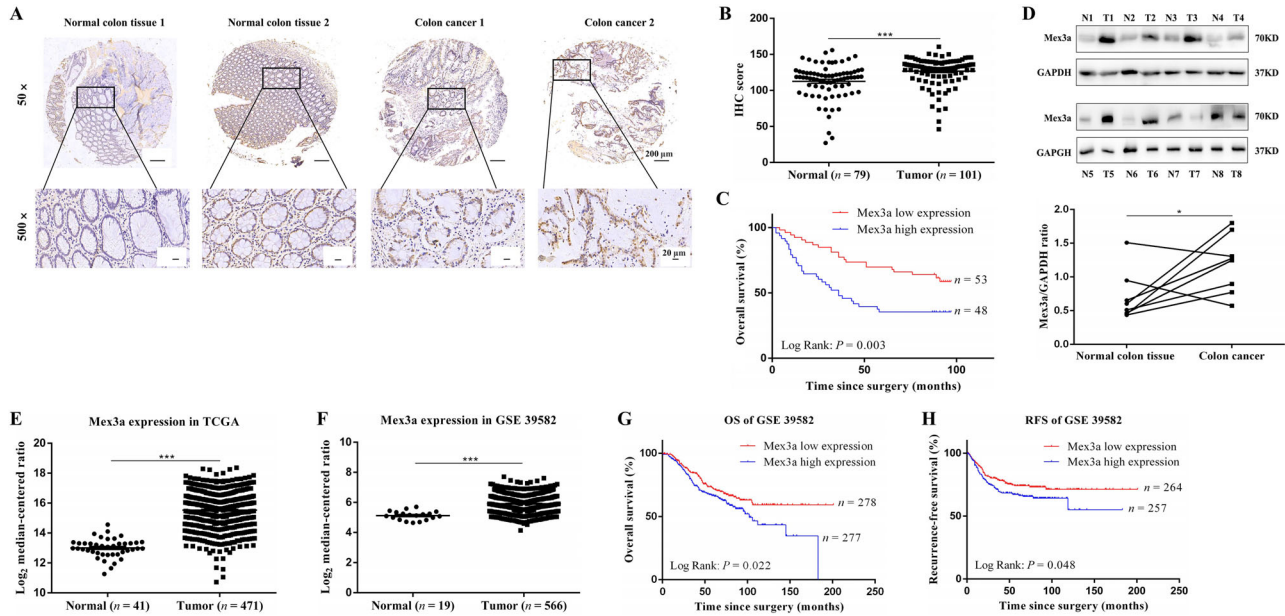 A
Normal colon tissue 1
Normal colon tissue 2
Colon cancer 1
Colon cancer 2
50 ×
200 μm
500 ×
20 μm
B
***
IHC score
200
150
100
50
0
Normal (n = 79)
Tumor (n = 101)
C
Mex3a low expression
Mex3a high expression
Overall survival (%)
100
50
0
n = 53
n = 48
Log Rank: P = 0.003
0
100
Time since surgery (months)
D
N1 T1 N2 T2 N3 T3 N4 T4
Mex3a
70KD
GAPDH
37KD
Mex3a
70KD
GAPGH
37KD
N5 T5 N6 T6 N7 T7 N8 T8
*
Mex3a/GAPDH ratio
2.0
1.5
1.0
0.5
0.0
Normal colon tissue
Colon cancer
E
Mex3a expression in TCGA
***
Log2 median-centered ratio
20
18
16
14
12
10
Normal (n = 41)
Tumor (n = 471)
F
Mex3a expression in GSE 39582
***
Log2 median-centered ratio
10
8
6
4
2
0
Normal (n = 19)
Tumor (n = 566)
G
OS of GSE 39582
Mex3a low expression
Mex3a high expression
Overall survival (%)
100
50
0
n = 278
n = 277
Log Rank: P = 0.022
0 50 100 150 200 250
Time since surgery (months)
H
RFS of GSE 39582
Mex3a low expression
Mex3a high expression
Recurrence-free survival (%)
100
50
0
n = 264
n = 257
Log Rank: P = 0.048
0 50 100 150 200 250
Time since surgery (months)